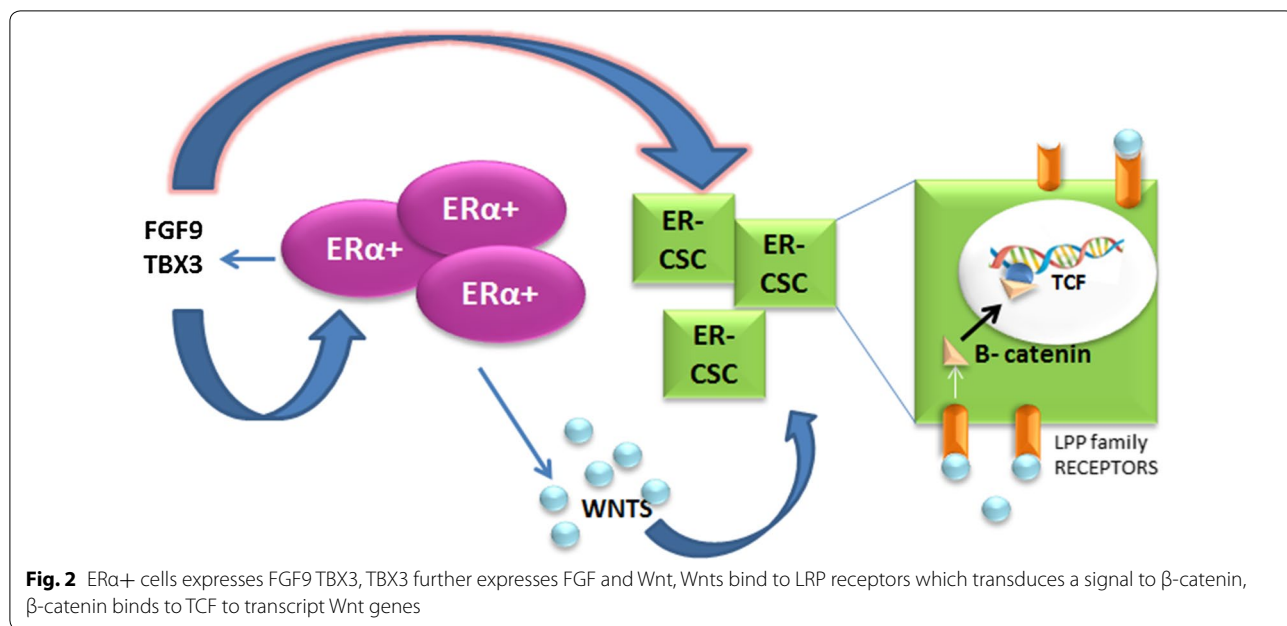 FGF9
TBX3
ERα+
ERα+
ERα+
ER-
CSC
ER-
CSC
ER-
CSC
WNTS
TCF
B- catenin
LPP family
RECEPTORS
Fig. 2 ERα+ cells expresses FGF9 TBX3, TBX3 further expresses FGF and Wnt, Wnts bind to LRP receptors which transduces a signal to β-catenin,
β-catenin binds to TCF to transcript Wnt genes